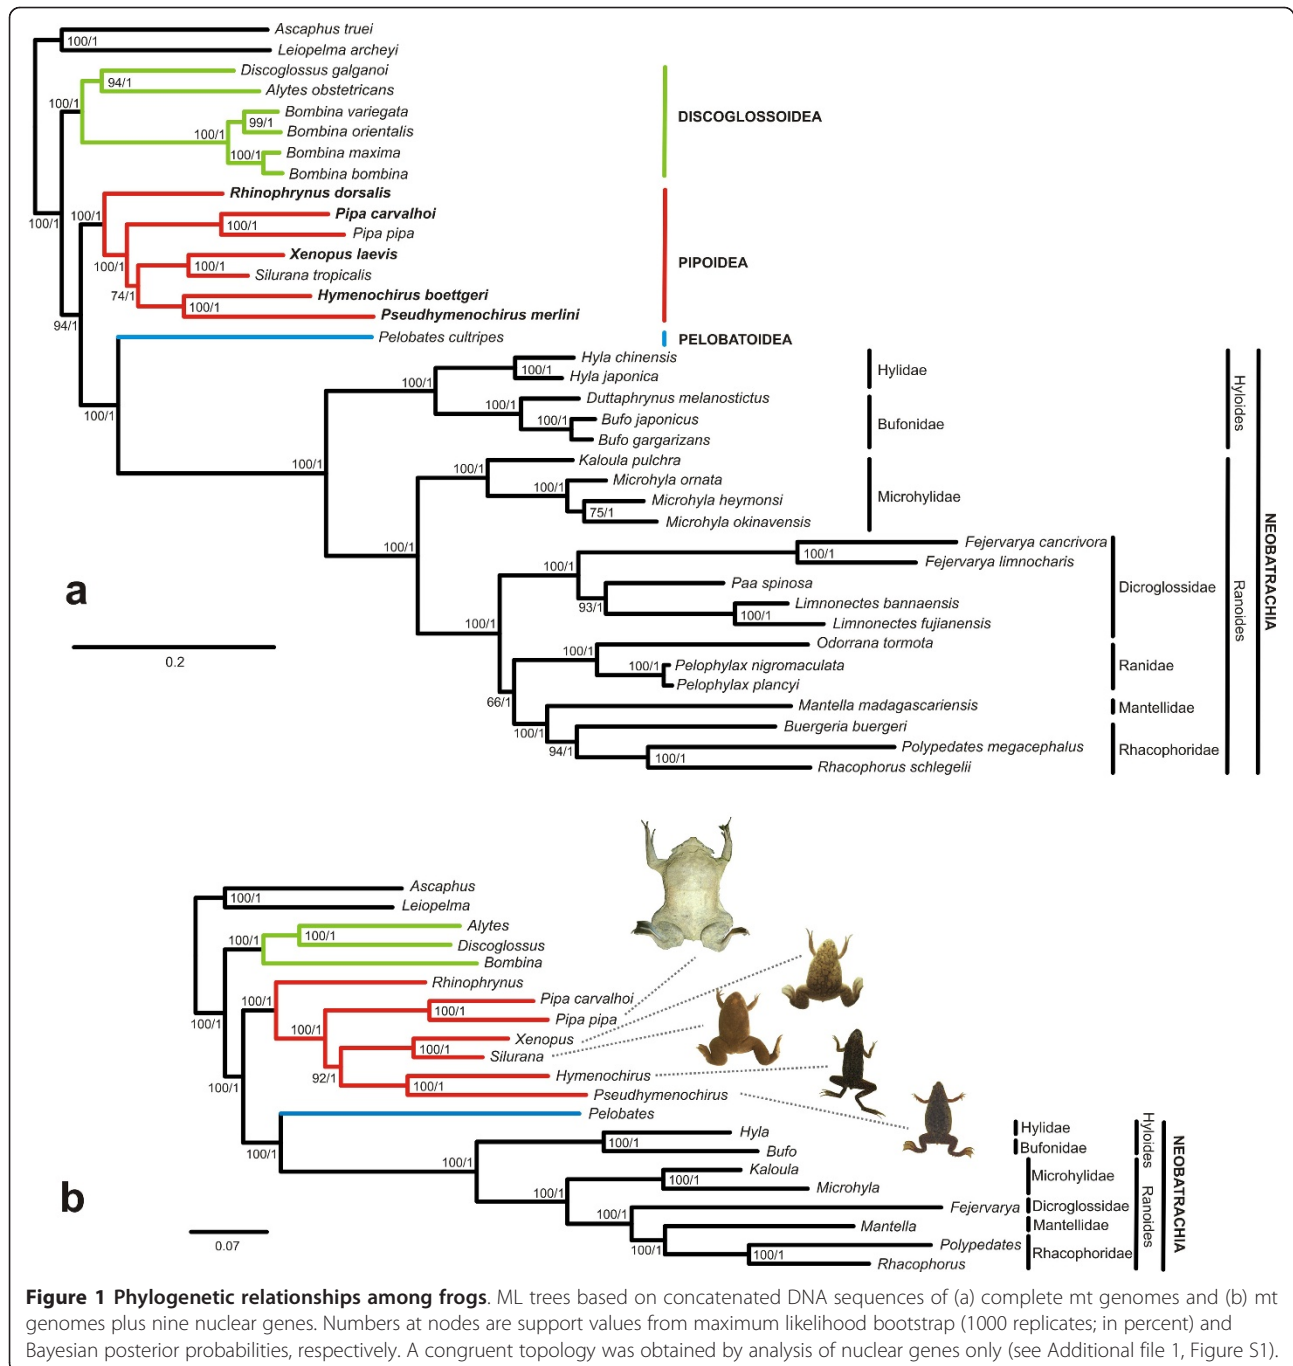 Ascaphus truei
100/1
Leiopelma archeyi
Discoglossus galganoi
94/1
Alytes obstetricans
100/1
Bombina variegata
99/1
Bombina orientalis
100/1
Bombina maxima
100/1
Bombina bombina
DISCOGLOSSOIDEA
Rhinophrynus dorsalis
100/1
100/1
Pipa carvalhoi
100/1
Pipa pipa
100/1
Xenopus laevis
100/1
Silurana tropicalis
74/1
Hymenochirus boettgeri
100/1
Pseudhymenochirus merlini
PIPOIDEA
94/1
Pelobates cultripes
PELOBATOIDEA
100/1
Hyla chinensis
100/1
Hyla japonica
Hylidae
100/1
Duttaphrynus melanostictus
100/1
Bufo japonicus
100/1
Bufo gargarizans
Bufonidae
Hyloides
100/1
Kaloula pulchra
100/1
Microhyla ornata
100/1
Microhyla heymonsi
75/1
Microhyla okinavensis
Microhylidae
100/1
Fejervarya cancrivora
100/1
Fejervarya limnocharis
100/1
Paa spinosa
93/1
Limnonectes bannaensis
100/1
Limnonectes fujianensis
Dicroglossidae
100/1
Odorrana tormota
100/1
Pelophylax nigromaculata
100/1
Pelophylax plancyi
Ranidae
66/1
Mantella madagascariensis
Mantellidae
100/1
Buergeria buergeri
94/1
Polypedates megacephalus
100/1
Rhacophorus schlegelii
Rhacophoridae
Ranoides
NEOBATRACHIA
a
0.2
Ascaphus
100/1
Leiopelma
Alytes
100/1
100/1
Discoglossus
Bombina
Rhinophrynus
100/1
100/1
Pipa carvalhoi
100/1
Pipa pipa
100/1
Xenopus
100/1
Silurana
92/1
Hymenochirus
100/1
Pseudhymenochirus
100/1
Pelobates
100/1
Hyla
100/1
Bufo
Hylidae
Bufonidae
Hyloides
100/1
Kaloula
100/1
Microhyla
Microhylidae
100/1
Fejervarya
Dicroglossidae
100/1
Mantella
Mantellidae
100/1
Polypedates
100/1
Rhacophorus
Rhacophoridae
Ranoides
NEOBATRACHIA
b
0.07
Figure 1 Phylogenetic relationships among frogs. ML trees based on concatenated DNA sequences of (a) complete mt genomes and (b) mt
genomes plus nine nuclear genes. Numbers at nodes are support values from maximum likelihood bootstrap (1000 replicates; in percent) and
Bayesian posterior probabilities, respectively. A congruent topology was obtained by analysis of nuclear genes only (see Additional file 1, Figure S1).